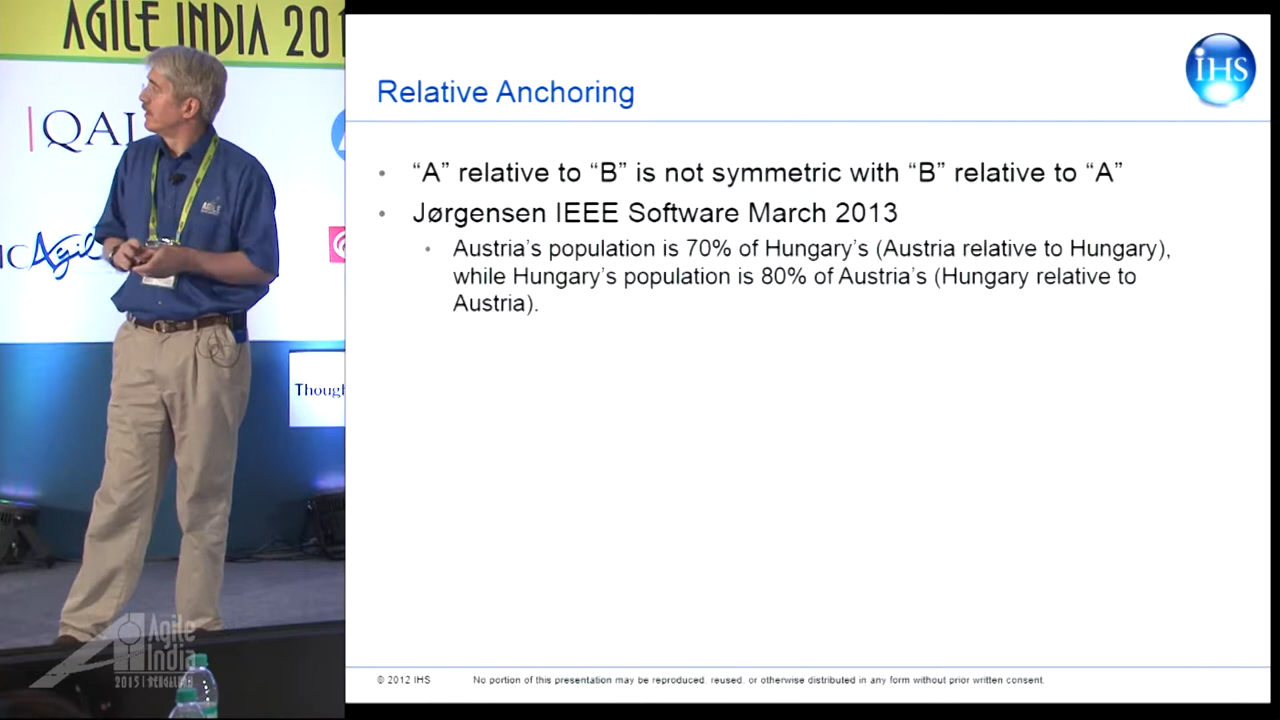 AGILE INDIA 201
QAI
Agile
Though
AGILE
Agile
India
2015 | BENGALURU
IHS
Relative Anchoring
• “A” relative to “B” is not symmetric with “B” relative to “A”
• Jørgensen IEEE Software March 2013
• Austria’s population is 70% of Hungary’s (Austria relative to Hungary),
while Hungary’s population is 80% of Austria’s (Hungary relative to
Austria).
© 2012 IHS No portion of this presentation may be reproduced, reused, or otherwise distributed in any form without prior written consent.